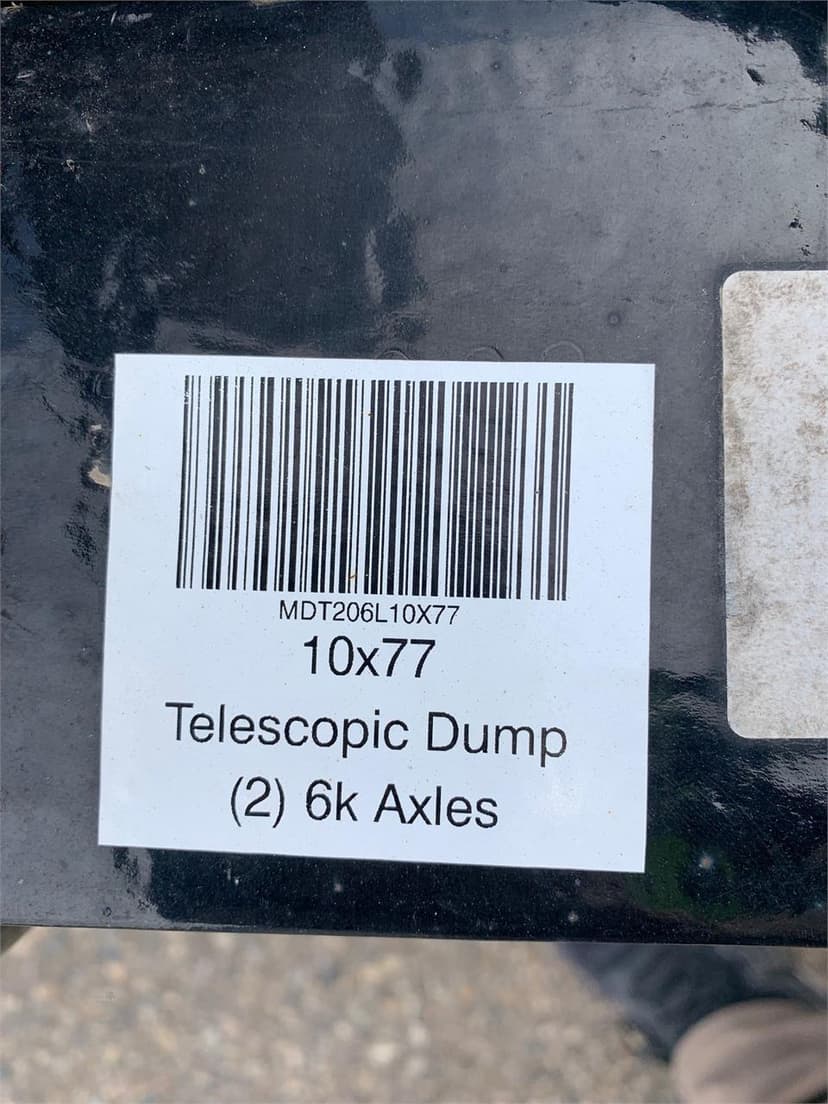 MDT206L10X77
10x77
Telescopic Dump
(2) 6k Axles